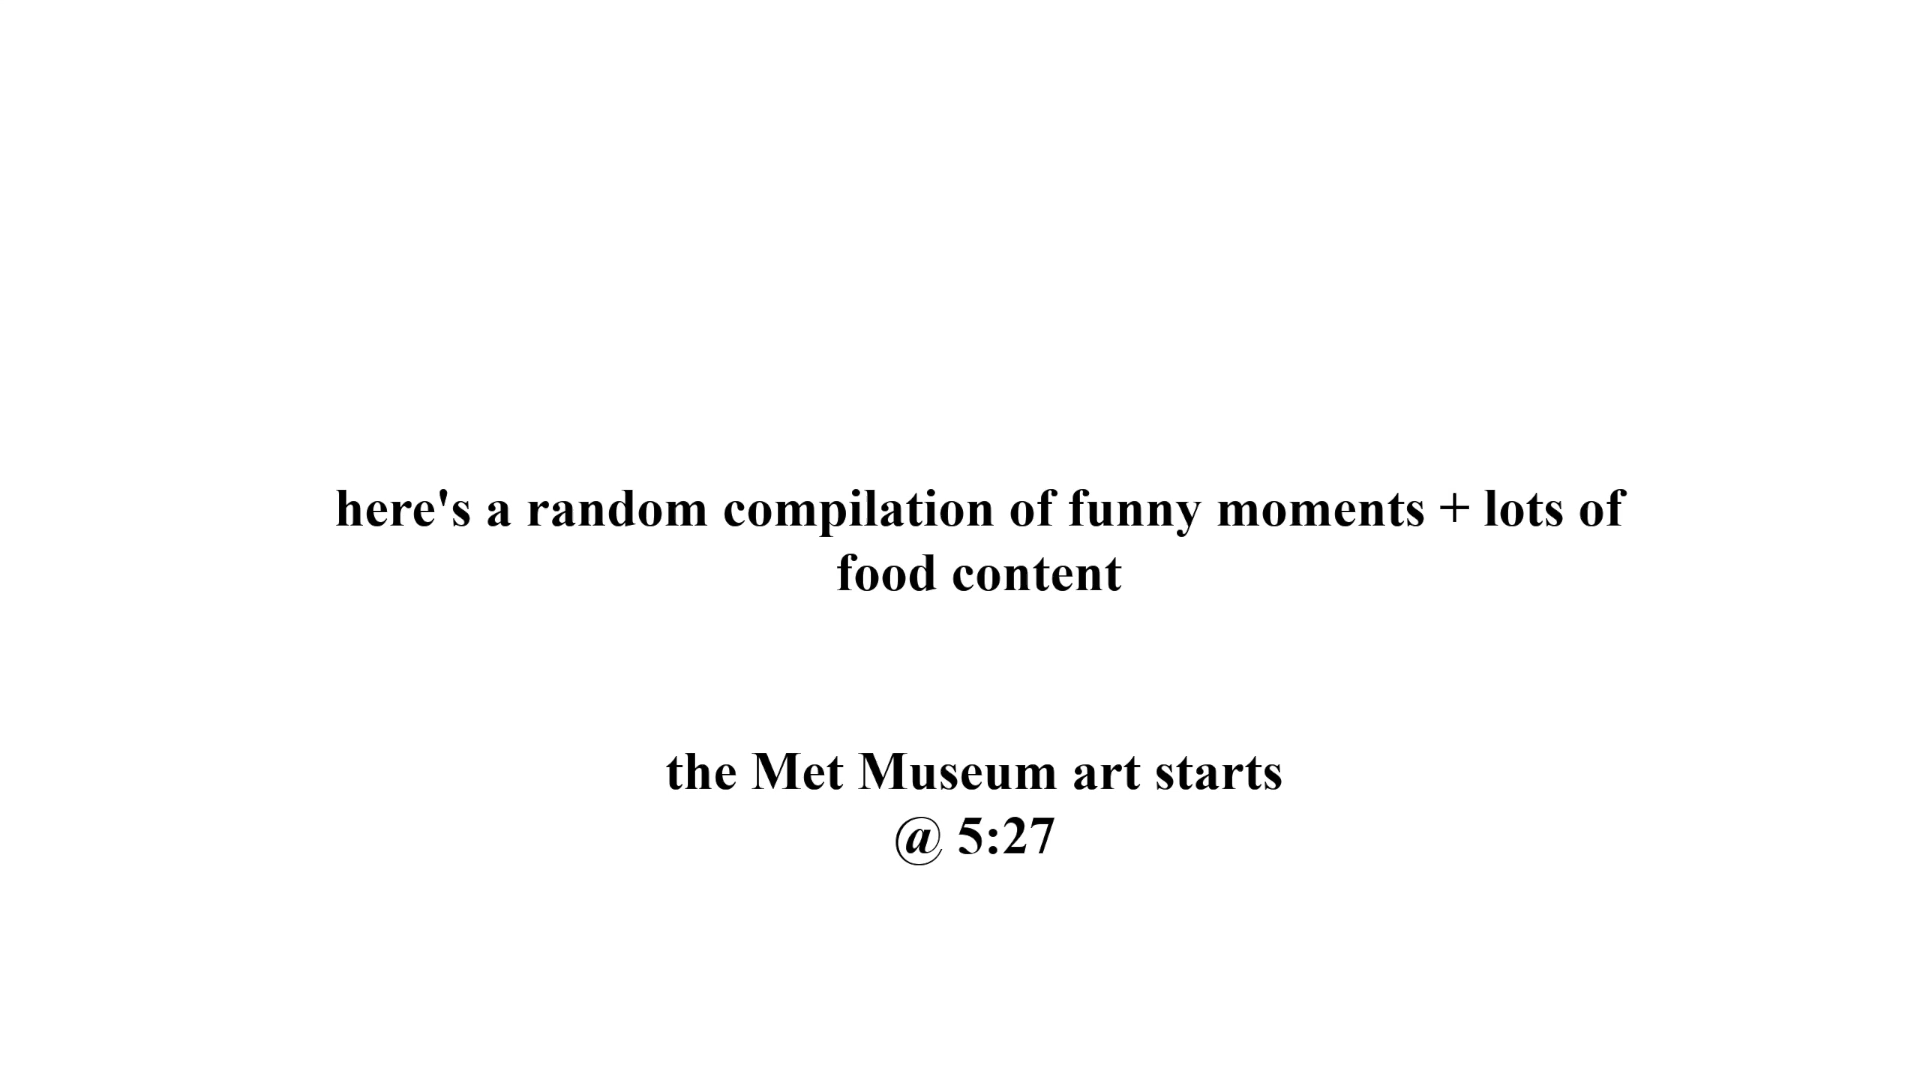 here's a random compilation of funny moments + lots of
food content
the Met Museum art starts
@ 5:27